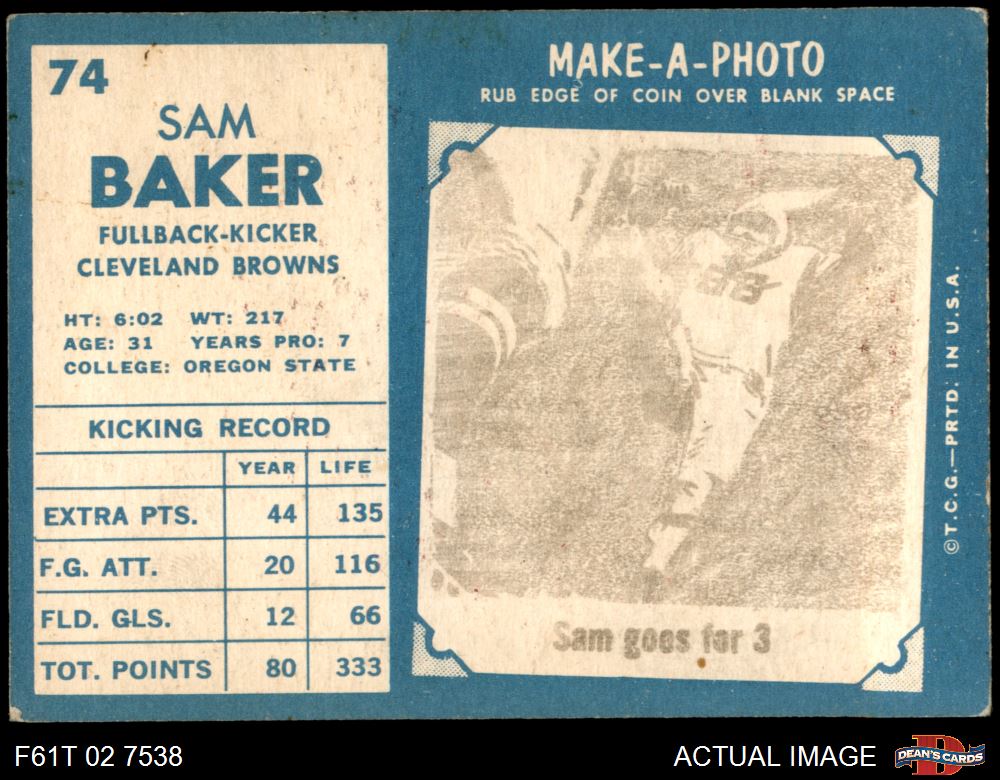 74
SAM
BAKER
FULLBACK-KICKER
CLEVELAND BROWNS
HT: 6:02 WT: 217
AGE: 31 YEARS PRO: 7
COLLEGE: OREGON STATE
KICKING RECORD
YEAR LIFE
EXTRA PTS. 44 135
F.G. ATT. 20 116
FLD. GLS. 12 66
TOT. POINTS 80 333
MAKE-A-PHOTO
RUB EDGE OF COIN OVER BLANK SPACE
Sam goes for 3
©T.C.G.—PRTD. IN U.S.A.
F61T 02 7538
ACTUAL IMAGE
DEAN'S CARDS